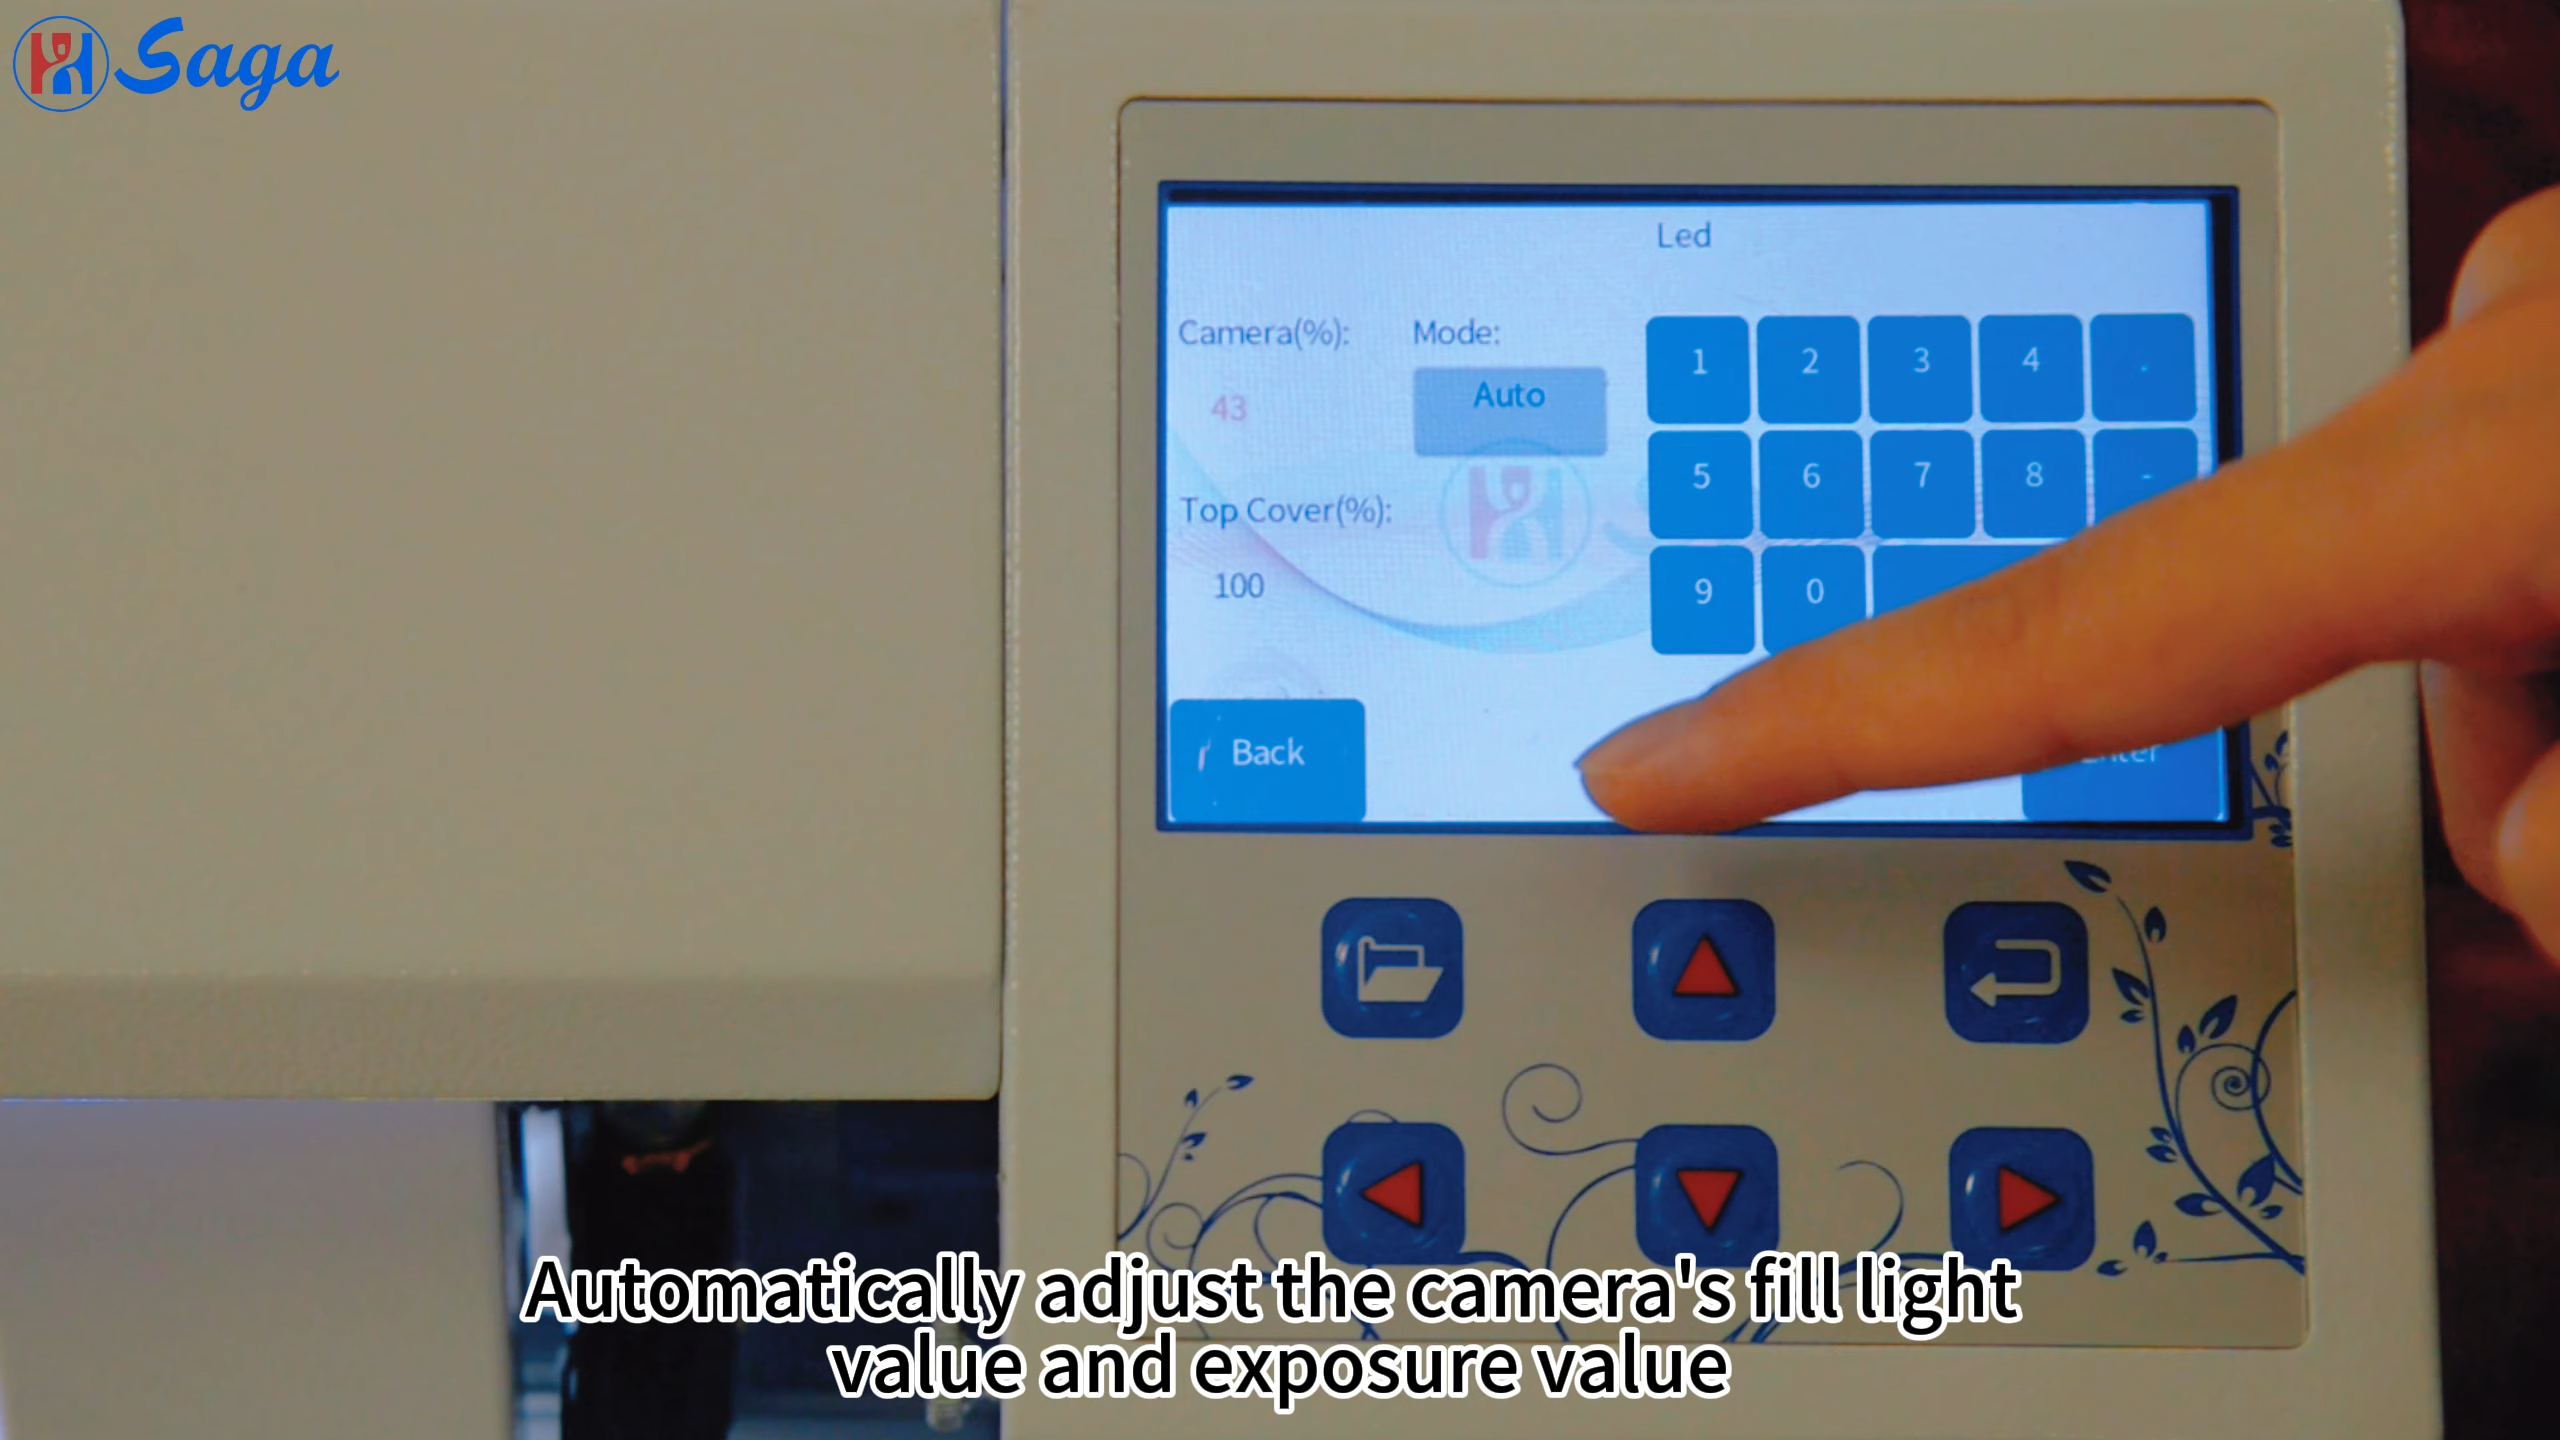 Saga
Led
Camera(%):
Mode:
43
Auto
1 2 3 4 .
5 6 7 8 -
9 0
Top Cover(%):
100
Back
Enter
Automatically adjust the camera's fill light
value and exposure value